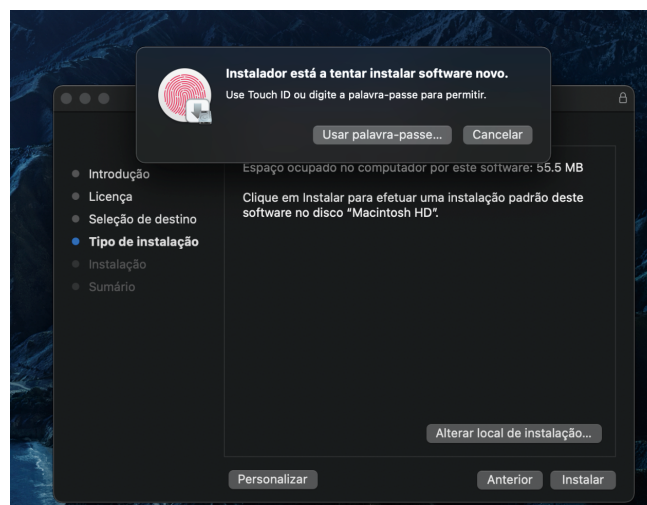 Instalador está a tentar instalar software novo.
Use Touch ID ou digite a palavra-passe para permitir.
Usar palavra-passe...
Cancelar
Introdução
Licença
Seleção de destino
Tipo de instalação
Instalação
Sumário
Espaço ocupado no computador por este software: 55.5 MB
Clique em Instalar para efetuar uma instalação padrão deste
software no disco “Macintosh HD”.
Alterar local de instalação...
Personalizar
Anterior
Instalar